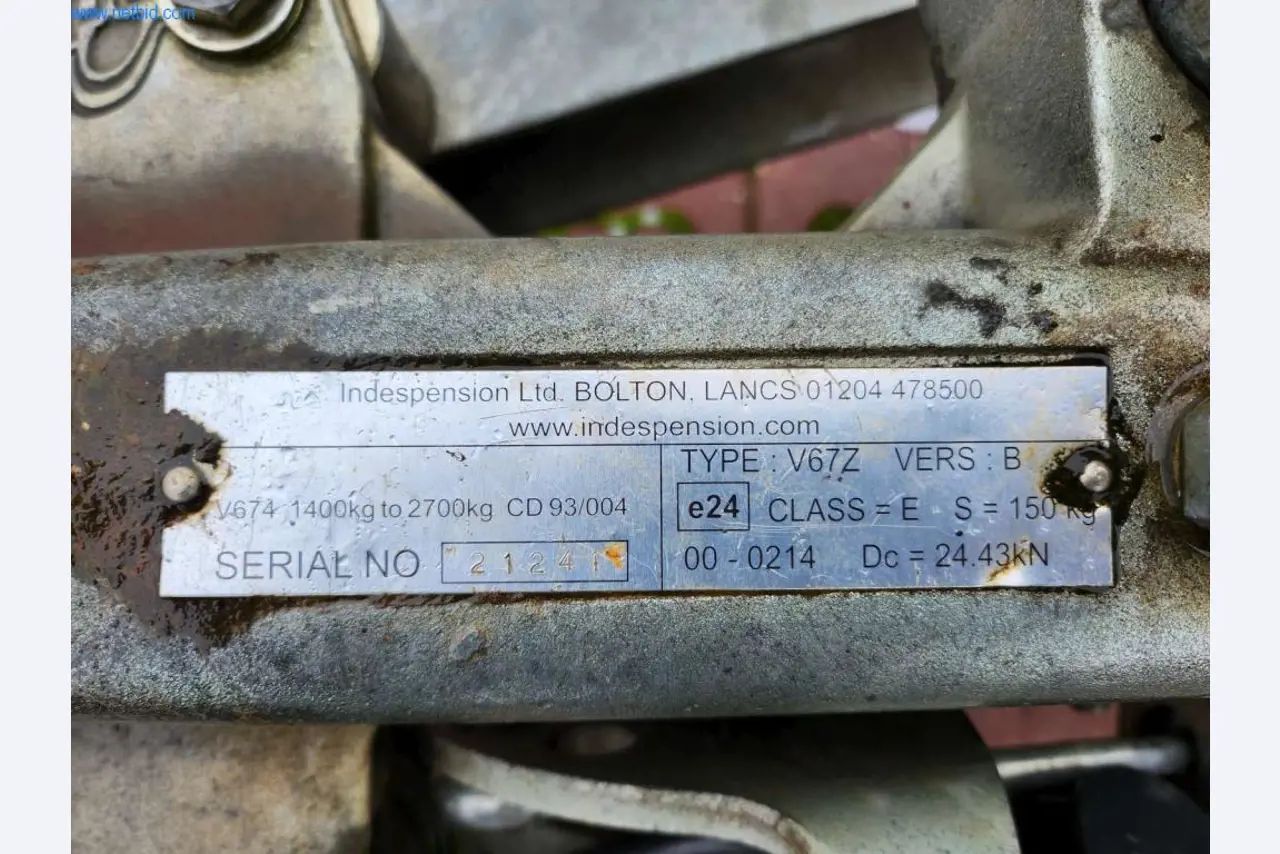 www.netbid.com
Indespension Ltd. BOLTON, LANCS 01204 478500
www.indespension.com
V674 1400kg to 2700kg CD 93/004
SERIAL NO
TYPE : V67Z VERS : B
e24 CLASS = E S = 150 kg
00 - 0214 Dc = 24.43kN